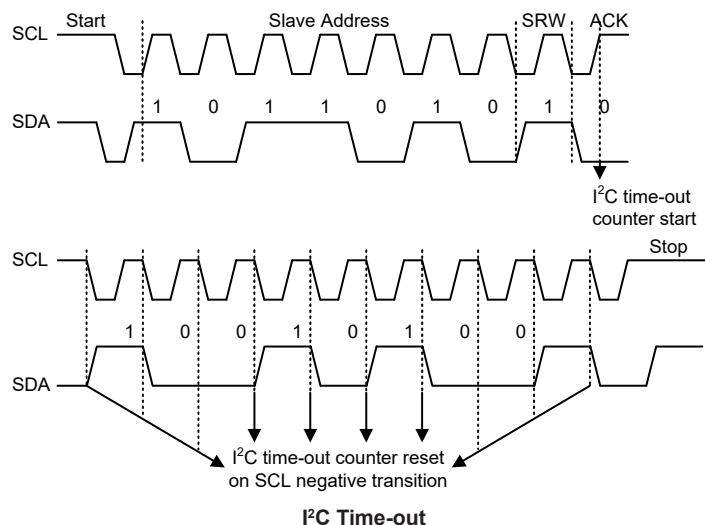 Start Slave Address SRW ACK
SCL
1 0 1 1 0 1 0 1 0
SDA
I²C time-out
counter start
Stop
SCL
1 0 0 1 0 1 0 0
SDA
I²C time-out counter reset
on SCL negative transition
I²C Time-out